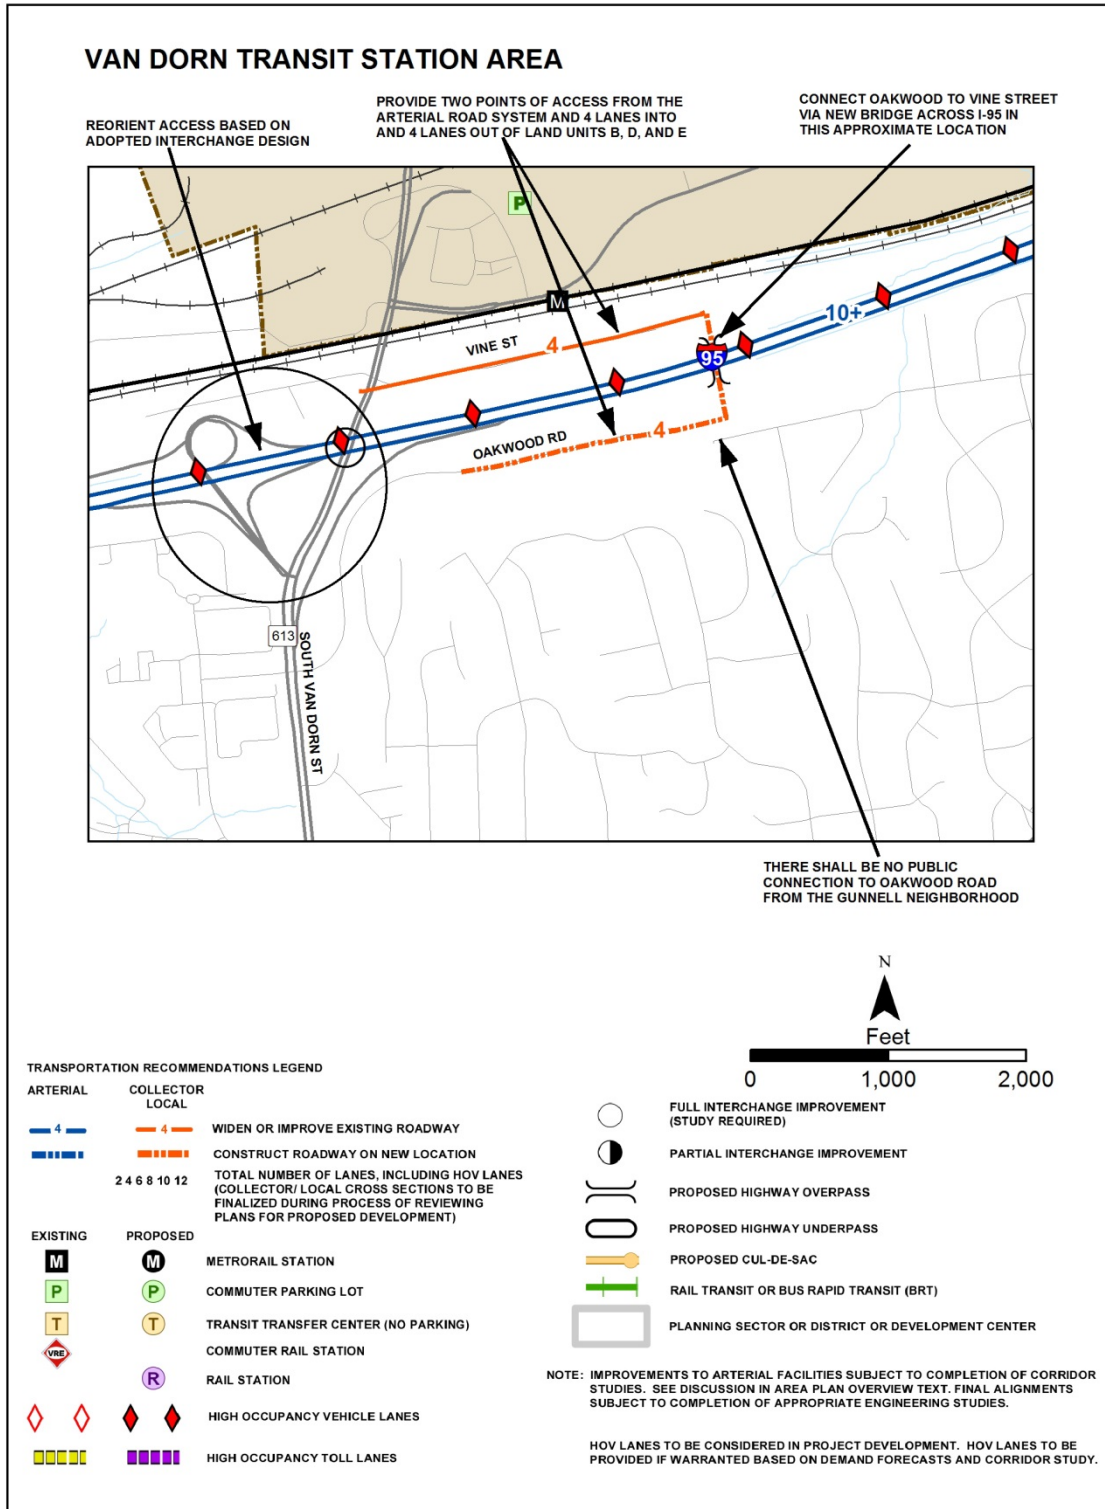 VAN DORN TRANSIT STATION AREA
REORIENT ACCESS BASED ON
ADOPTED INTERCHANGE DESIGN
PROVIDE TWO POINTS OF ACCESS FROM THE
ARTERIAL ROAD SYSTEM AND 4 LANES INTO
AND 4 LANES OUT OF LAND UNITS B, D, AND E
CONNECT OAKWOOD TO VINE STREET
VIA NEW BRIDGE ACROSS I-95 IN
THIS APPROXIMATE LOCATION
P
M
10+
VINE ST
4
95
OAKWOOD RD
4
613
SOUTH VAN DORN ST
THERE SHALL BE NO PUBLIC
CONNECTION TO OAKWOOD ROAD
FROM THE GUNNELL NEIGHBORHOOD
N
Feet
0 1,000 2,000
TRANSPORTATION RECOMMENDATIONS LEGEND
ARTERIAL COLLECTOR
LOCAL
4 4 WIDEN OR IMPROVE EXISTING ROADWAY
CONSTRUCT ROADWAY ON NEW LOCATION
2 4 6 8 10 12 TOTAL NUMBER OF LANES, INCLUDING HOV LANES
(COLLECTOR/ LOCAL CROSS SECTIONS TO BE
FINALIZED DURING PROCESS OF REVIEWING
PLANS FOR PROPOSED DEVELOPMENT)
EXISTING PROPOSED
M M METRORAIL STATION
P P COMMUTER PARKING LOT
T T TRANSIT TRANSFER CENTER (NO PARKING)
VRE COMMUTER RAIL STATION
R RAIL STATION
HIGH OCCUPANCY VEHICLE LANES
HIGH OCCUPANCY TOLL LANES
FULL INTERCHANGE IMPROVEMENT
(STUDY REQUIRED)
PARTIAL INTERCHANGE IMPROVEMENT
PROPOSED HIGHWAY OVERPASS
PROPOSED HIGHWAY UNDERPASS
PROPOSED CUL-DE-SAC
RAIL TRANSIT OR BUS RAPID TRANSIT (BRT)
PLANNING SECTOR OR DISTRICT OR DEVELOPMENT CENTER
NOTE: IMPROVEMENTS TO ARTERIAL FACILITIES SUBJECT TO COMPLETION OF CORRIDOR
STUDIES. SEE DISCUSSION IN AREA PLAN OVERVIEW TEXT. FINAL ALIGNMENTS
SUBJECT TO COMPLETION OF APPROPRIATE ENGINEERING STUDIES.
HOV LANES TO BE CONSIDERED IN PROJECT DEVELOPMENT. HOV LANES TO BE
PROVIDED IF WARRANTED BASED ON DEMAND FORECASTS AND CORRIDOR STUDY.